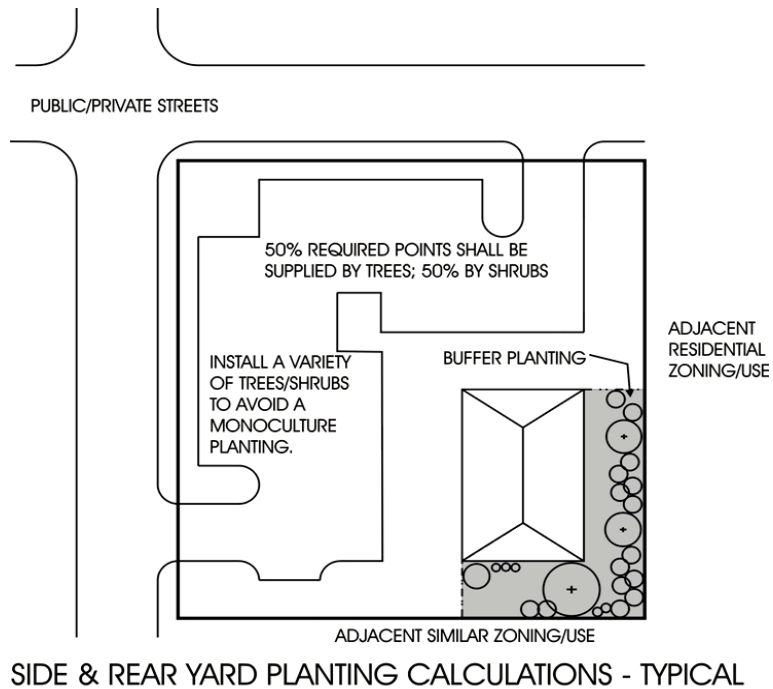 PUBLIC/PRIVATE STREETS
50% REQUIRED POINTS SHALL BE
SUPPLIED BY TREES; 50% BY SHRUBS
ADJACENT
RESIDENTIAL
ZONING/USE
INSTALL A VARIETY
OF TREES/SHRUBS
TO AVOID A
MONOCULTURE
PLANTING.
BUFFER PLANTING
ADJACENT SIMILAR ZONING/USE
SIDE & REAR YARD PLANTING CALCULATIONS - TYPICAL